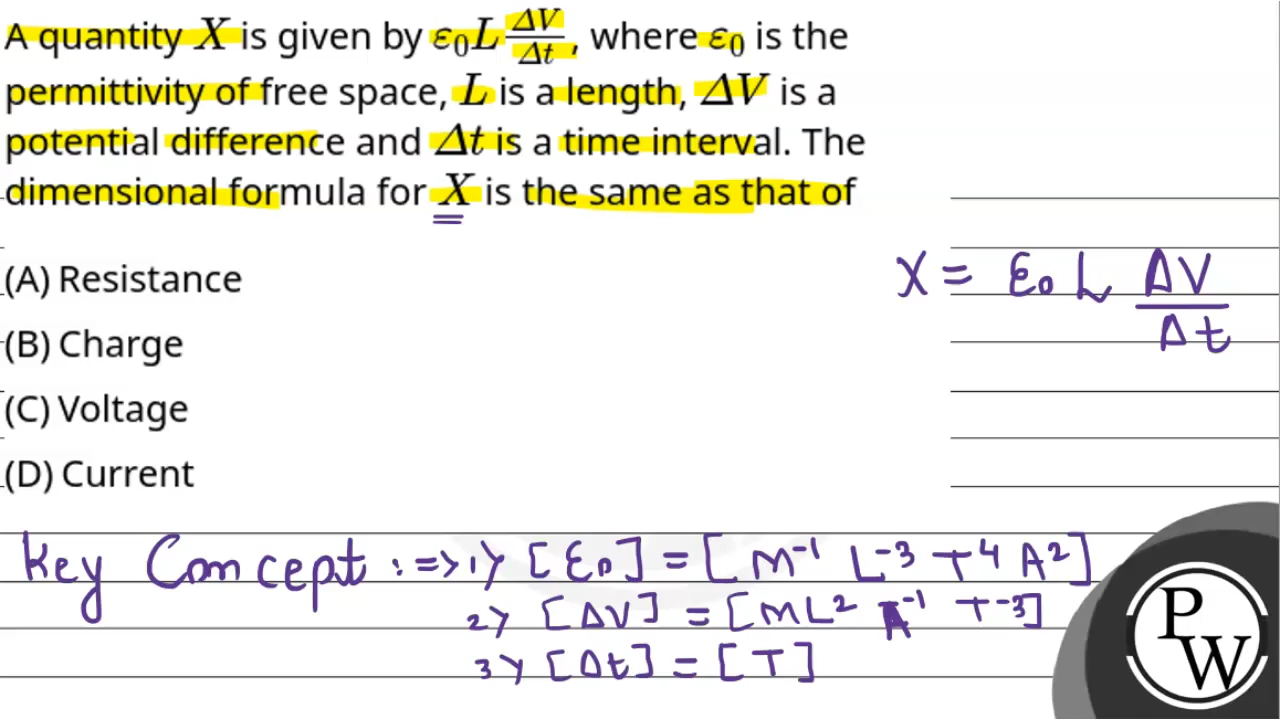 A quantity X is given by ε₀L ΔV/Δt, where ε₀ is the
permittivity of free space, L is a length, ΔV is a
potential difference and Δt is a time interval. The
dimensional formula for X is the same as that of
(A) Resistance
(B) Charge
(C) Voltage
(D) Current
X = ε₀ L ΔV/Δt
Key Concept :⇒ 1) [ε₀] = [M⁻¹ L⁻³ T⁴ A²]
2) [ΔV] = [ML² A⁻¹ T⁻³]
3) [Δt] = [T]
PW